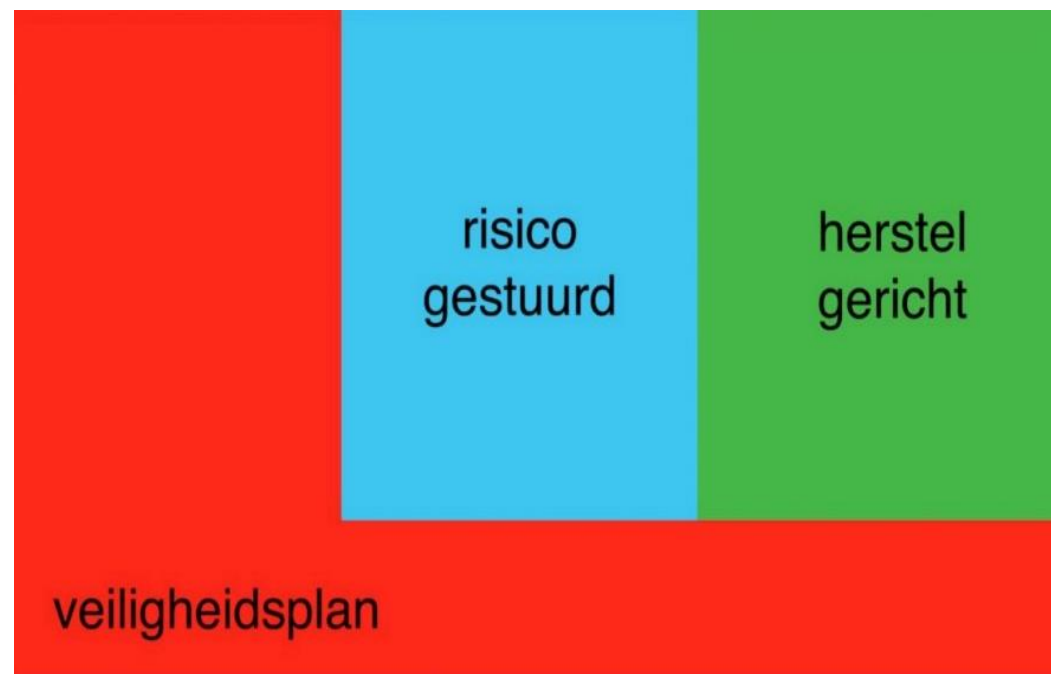 risico
gestuurd
herstel
gericht
veiligheidsplan